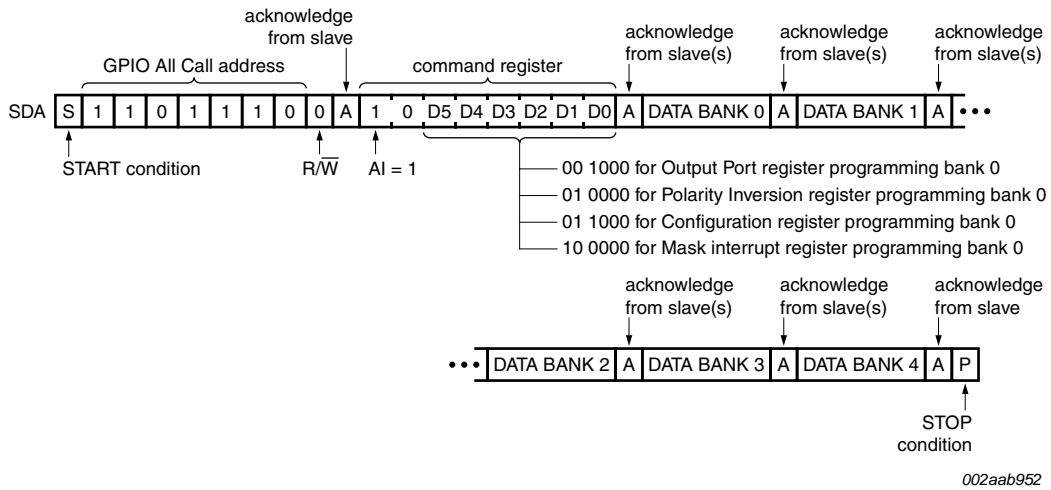 acknowledge
from slave
GPIO All Call address
command register
acknowledge
from slave(s)
acknowledge
from slave(s)
acknowledge
from slave(s)
SDA S 1 1 0 1 1 1 0 0 A 1 0 D5 D4 D3 D2 D1 D0 A DATA BANK 0 A DATA BANK 1 A •••
START condition
R/W̅
AI = 1
00 1000 for Output Port register programming bank 0
01 0000 for Polarity Inversion register programming bank 0
01 1000 for Configuration register programming bank 0
10 0000 for Mask interrupt register programming bank 0
acknowledge
from slave(s)
acknowledge
from slave(s)
acknowledge
from slave
••• DATA BANK 2 A DATA BANK 3 A DATA BANK 4 A P
STOP
condition
002aab952